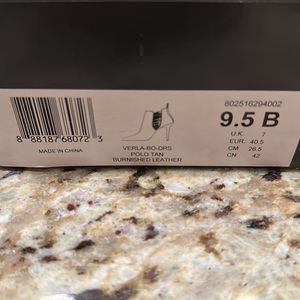 802516294002
9.5 B
U.K. 7
EUR. 40.5
CM 26.5
CN 42
8 88187 68072 3
MADE IN CHINA
VERLA-BO-DRS
POLO TAN
BURNISHED LEATHER